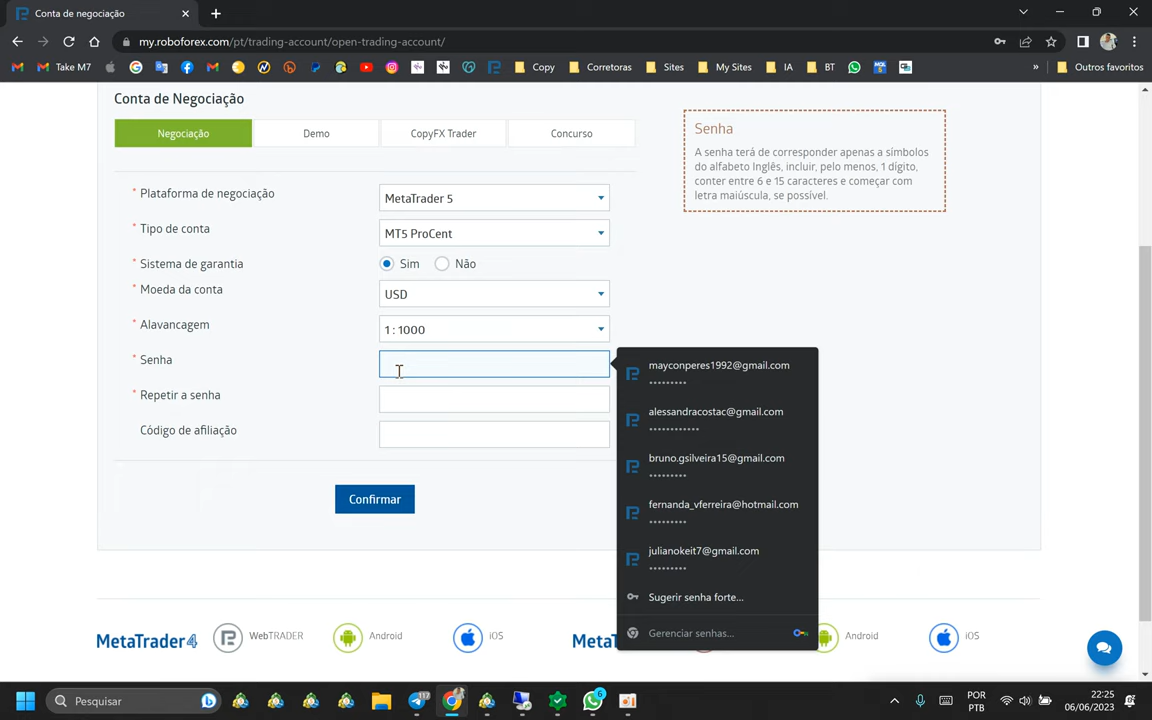 Conta de negociação
my.roboforex.com/pt/trading-account/open-trading-account/
Take M7
Copy
Corretoras
Sites
My Sites
IA
BT
»
Outros favoritos
Conta de Negociação
Negociação
Demo
CopyFX Trader
Concurso
* Plataforma de negociação
MetaTrader 5
* Tipo de conta
MT5 ProCent
* Sistema de garantia
Sim
Não
* Moeda da conta
USD
* Alavancagem
1 : 1000
* Senha
* Repetir a senha
Código de afiliação
Confirmar
Senha
A senha terá de corresponder apenas a símbolos
do alfabeto Inglês, incluir, pelo menos, 1 dígito,
conter entre 6 e 15 caracteres e começar com
letra maiúscula, se possível.
mayconperes1992@gmail.com
•••••••••
alessandracostac@gmail.com
••••••••••••
bruno.gsilveira15@gmail.com
•••••••••
fernanda_vferreira@hotmail.com
•••••••••
julianokeit7@gmail.com
•••••••••
Sugerir senha forte...
Gerenciar senhas...
MetaTrader 4
WebTRADER
Android
iOS
Android
iOS
Pesquisar
POR
PTB
22:25
06/06/2023